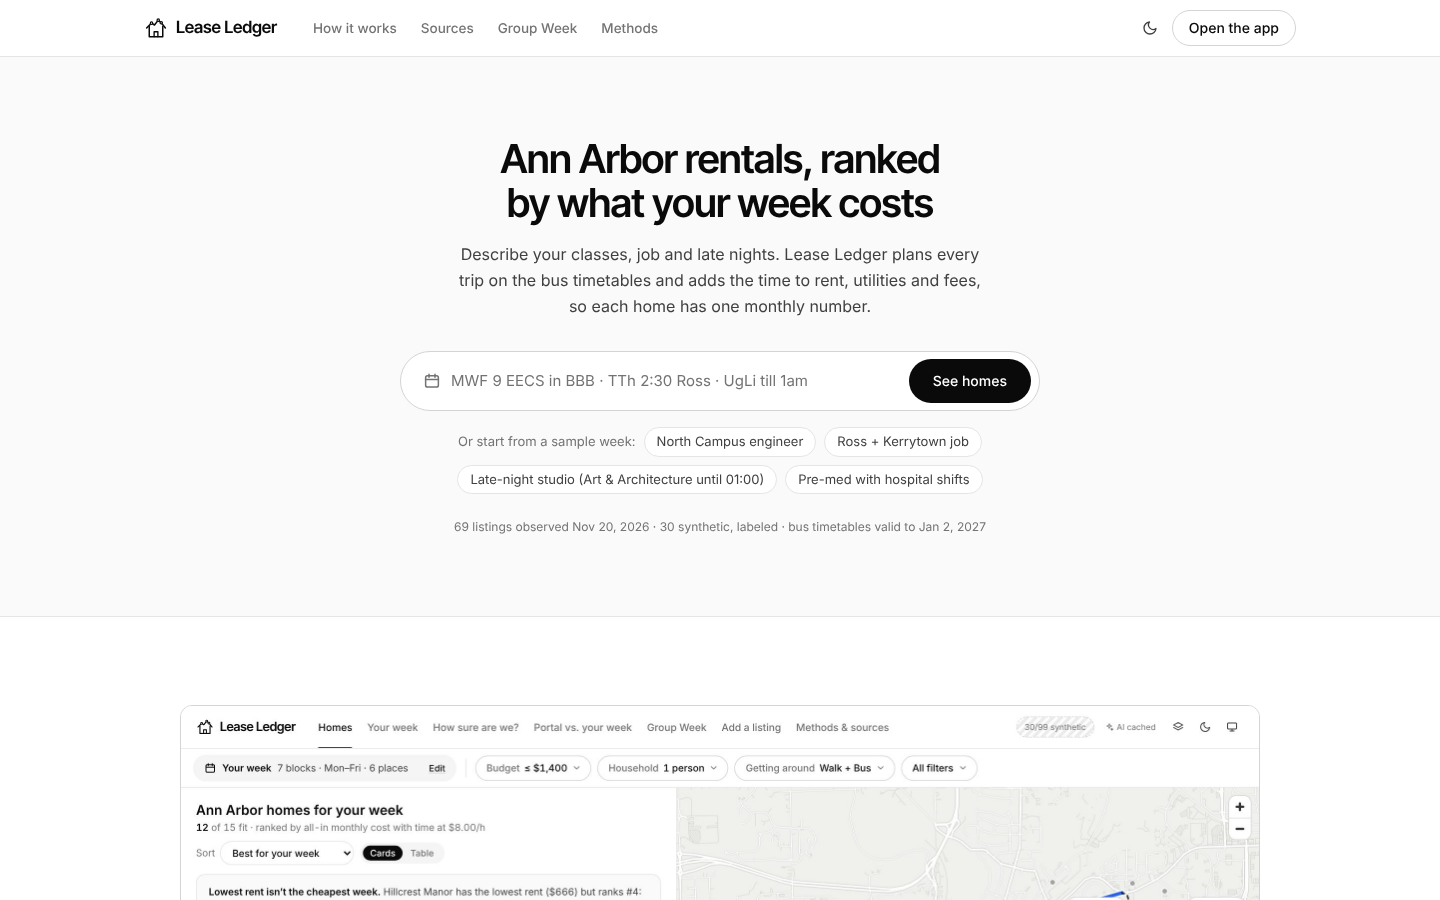 Lease Ledger
How it works
Sources
Group Week
Methods
Open the app
Ann Arbor rentals, ranked
by what your week costs
Describe your classes, job and late nights. Lease Ledger plans every
trip on the bus timetables and adds the time to rent, utilities and fees,
so each home has one monthly number.
MWF 9 EECS in BBB · TTh 2:30 Ross · UgLi till 1am
See homes
Or start from a sample week:
North Campus engineer
Ross + Kerrytown job
Late-night studio (Art & Architecture until 01:00)
Pre-med with hospital shifts
69 listings observed Nov 20, 2026 · 30 synthetic, labeled · bus timetables valid to Jan 2, 2027
Lease Ledger
Homes
Your week
How sure are we?
Portal vs. your week
Group Week
Add a listing
Methods & sources
30/99 synthetic
AI cached
Your week 7 blocks · Mon–Fri · 6 places
Edit
Budget ≤ $1,400
Household 1 person
Getting around Walk + Bus
All filters
Ann Arbor homes for your week
12 of 15 fit · ranked by all-in monthly cost with time at $8.00/h
Sort
Best for your week
Cards
Table
Lowest rent isn't the cheapest week. Hillcrest Manor has the lowest rent ($666) but ranks #4:
+
−